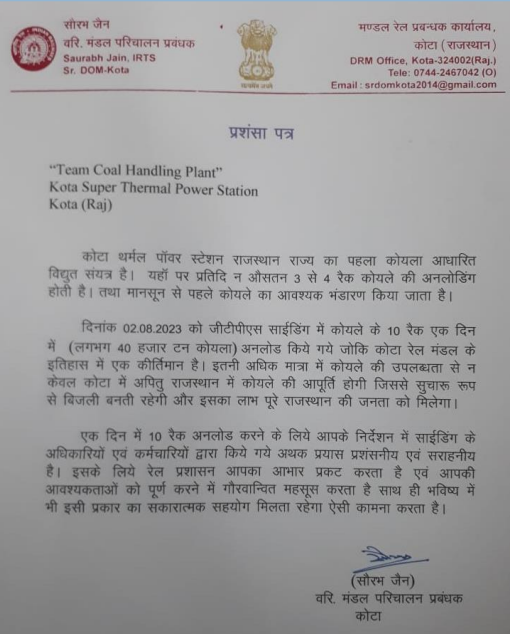 सौरभ जैन
वरि. मंडल परिचालन प्रबंधक
Saurabh Jain, IRTS
Sr. DOM-Kota
मण्डल रेल प्रबन्धक कार्यालय,
कोटा (राजस्थान)
DRM Office, Kota-324002(Raj.)
Tele: 0744-2467042 (O)
Email : srdomkota2014@gmail.com
सत्यमेव जयते
प्रशंसा पत्र
“Team Coal Handling Plant”
Kota Super Thermal Power Station
Kota (Raj)
कोटा थर्मल पॉवर स्टेशन राजस्थान राज्य का पहला कोयला आधारित
विद्युत संयत्र है। यहॉ पर प्रतिदि न औसतन 3 से 4 रैक कोयले की अनलोडिंग
होती है। तथा मानसून से पहले कोयले का आवश्यक भंडारण किया जाता है।
दिनांक 02.08.2023 को जीटीपीएस साईडिंग में कोयले के 10 रैक एक दिन
में (लगभग 40 हजार टन कोयला) अनलोड किये गये जोकि कोटा रेल मंडल के
इतिहास में एक कीर्तिमान है। इतनी अधिक मात्रा में कोयले की उपलब्धता से न
केवल कोटा में अपितु राजस्थान में कोयले की आपूर्ति होगी जिससे सुचारू रूप
से बिजली बनती रहेगी और इसका लाभ पूरे राजस्थान की जनता को मिलेगा।
एक दिन में 10 रैक अनलोड करने के लिये आपके निर्देशन में साईडिंग के
अधिकारियों एवं कर्मचारियों द्वारा किये गये अथक प्रयास प्रशंसनीय एवं सराहनीय
है। इसके लिये रेल प्रशासन आपका आभार प्रकट करता है एवं आपकी
आवश्यकताओं को पूर्ण करने में गौरवान्वित महसूस करता है साथ ही भविष्य में
भी इसी प्रकार का सकारात्मक सहयोग मिलता रहेगा ऐसी कामना करता है।
(सौरभ जैन)
वरि. मंडल परिचालन प्रबंधक
कोटा